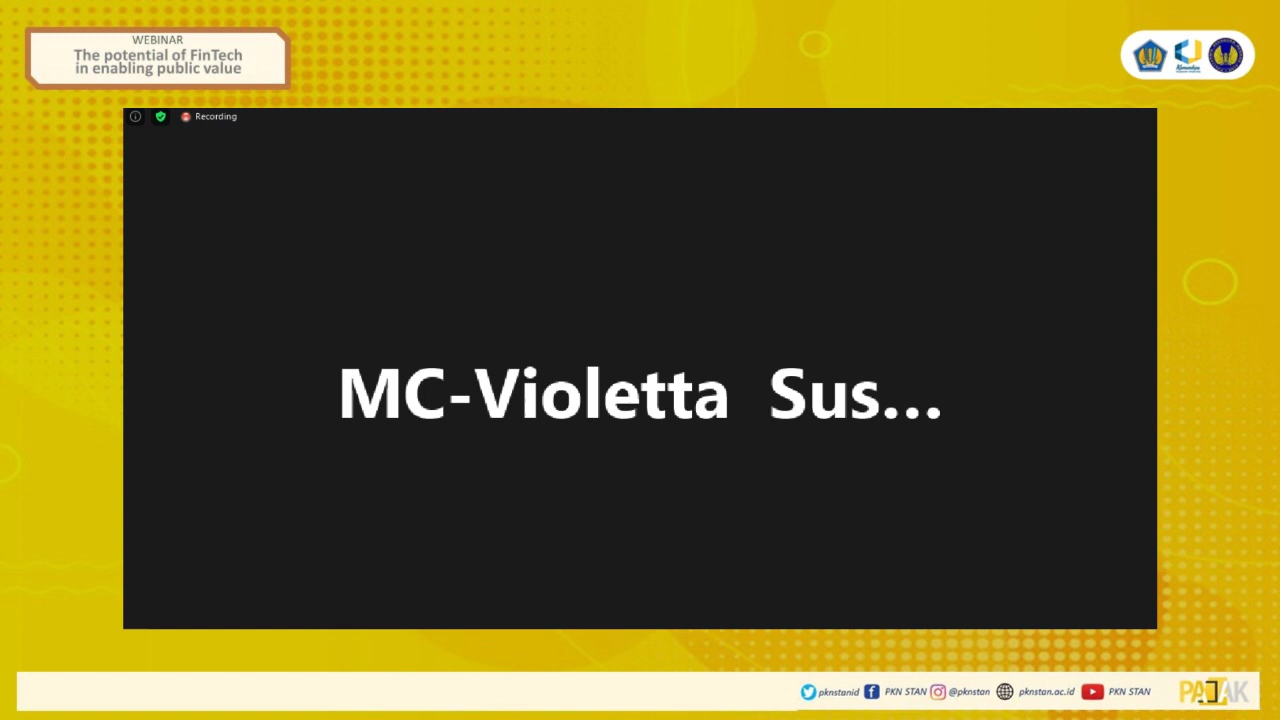 WEBINAR
The potential of FinTech
in enabling public value
Recording
MC-Violetta Sus...
pknstanid PKN STAN @pknstan pknstan.ac.id PKN STAN
PAJAK